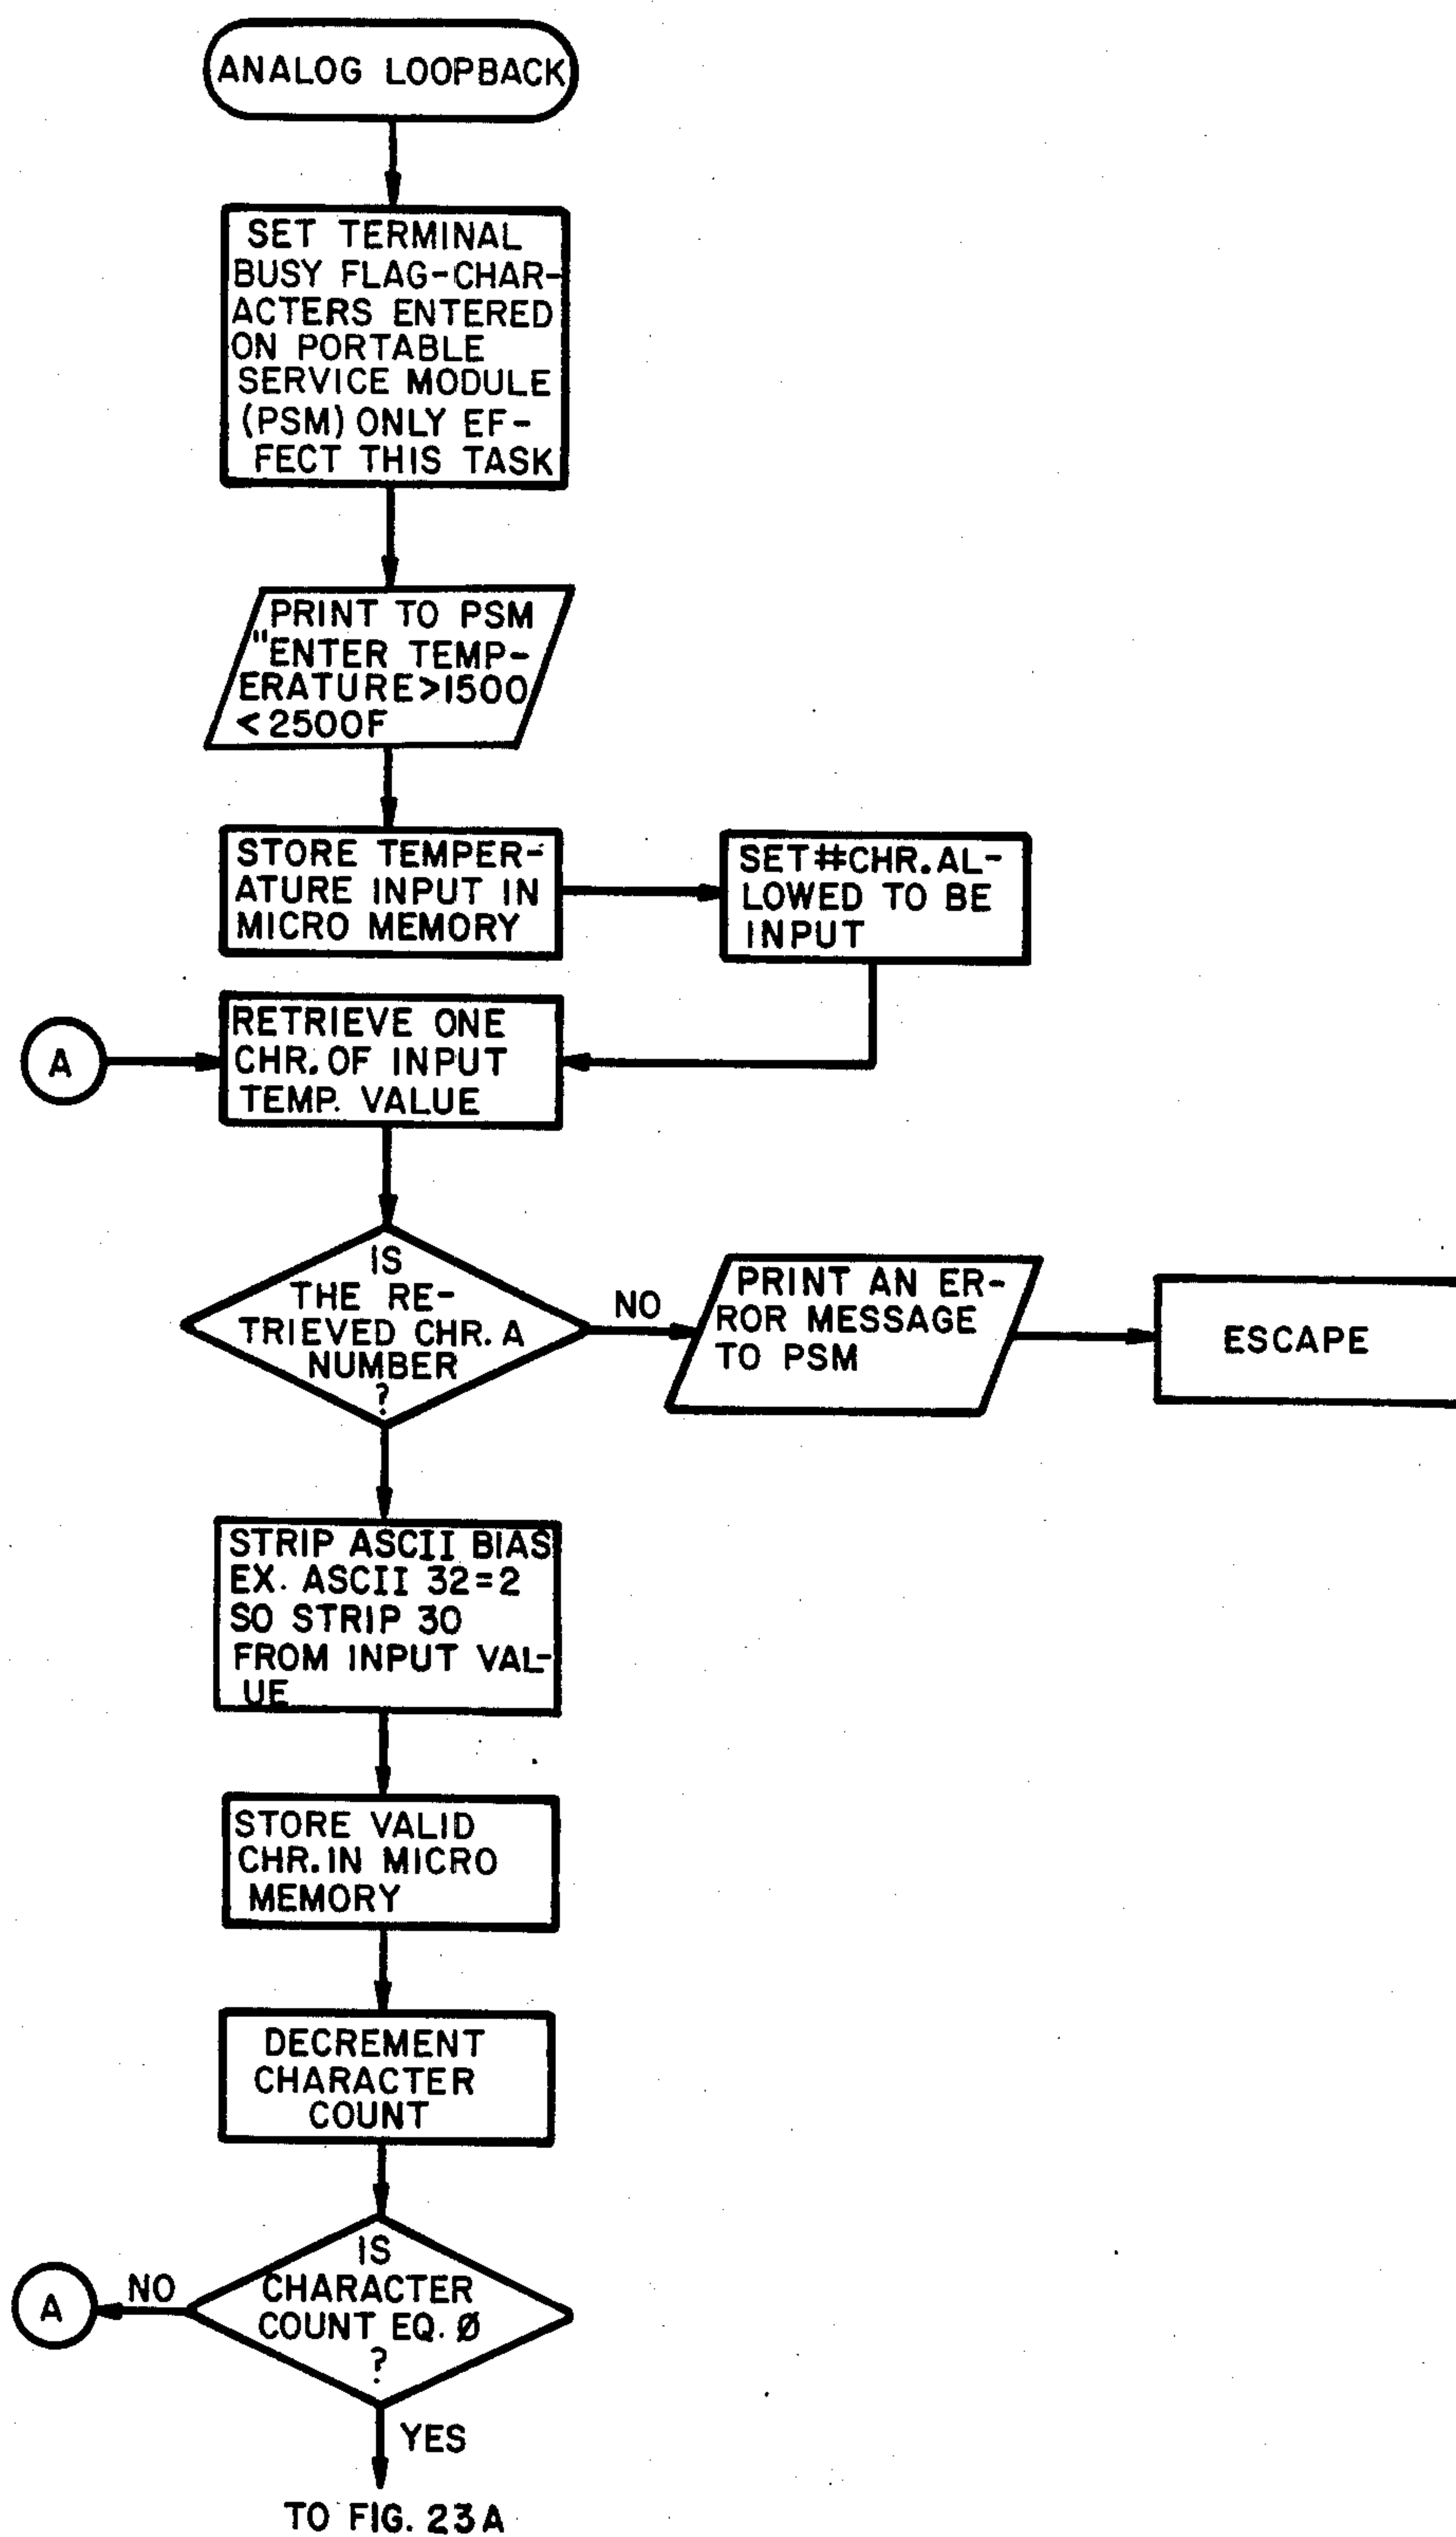 ANALOG LOOPBACK
SET TERMINAL
BUSY FLAG-CHAR-
ACTERS ENTERED
ON PORTABLE
SERVICE MODULE
(PSM) ONLY EF-
FECT THIS TASK
PRINT TO PSM
"ENTER TEMP-
ERATURE>1500
<2500F
STORE TEMPER-
ATURE INPUT IN
MICRO MEMORY
SET#CHR.AL-
LOWED TO BE
INPUT
A
RETRIEVE ONE
CHR. OF INPUT
TEMP. VALUE
IS
THE RE-
TRIEVED CHR. A
NUMBER
?
NO
PRINT AN ER-
ROR MESSAGE
TO PSM
ESCAPE
STRIP ASCII BIAS
EX. ASCII 32=2
SO STRIP 30
FROM INPUT VAL-
UE
STORE VALID
CHR. IN MICRO
MEMORY
DECREMENT
CHARACTER
COUNT
IS
CHARACTER
COUNT EQ. Ø
?
NO
A
YES
TO FIG. 23A